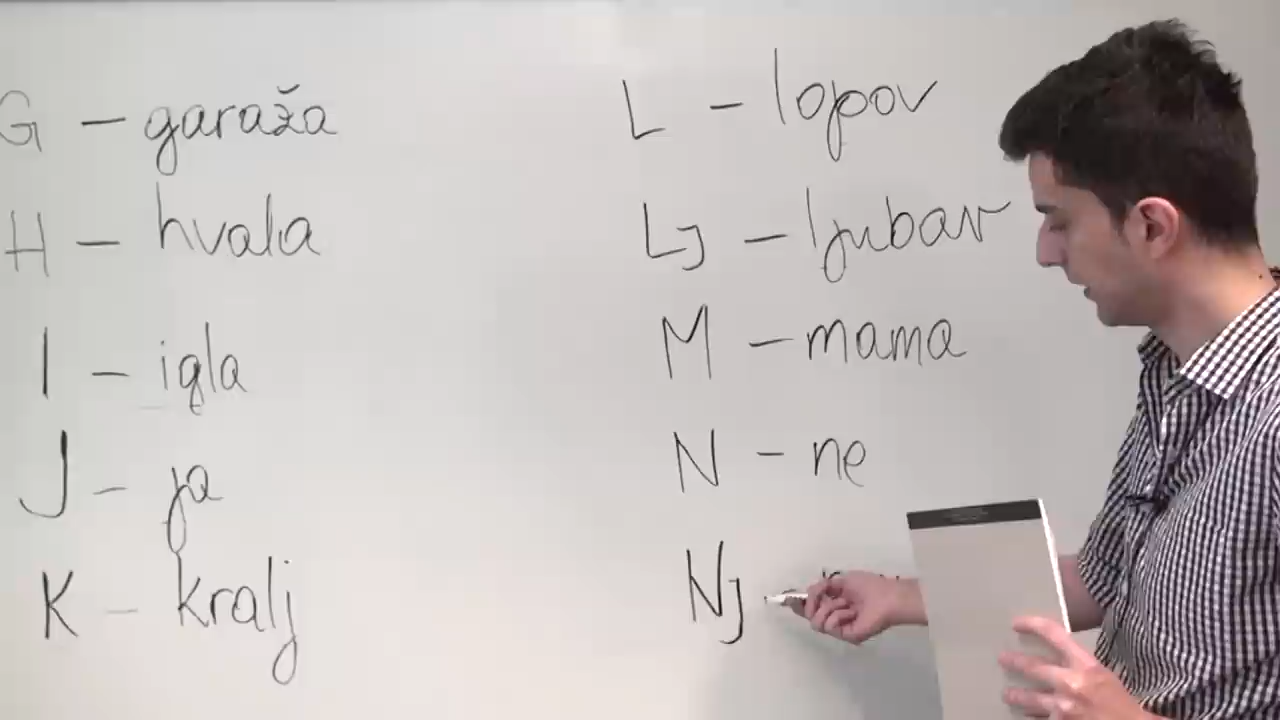 G – garaža
H – hvala
I – igla
J – ja
K – kralj
L – lopov
Lj – ljubav
M – mama
N – ne
Nj –